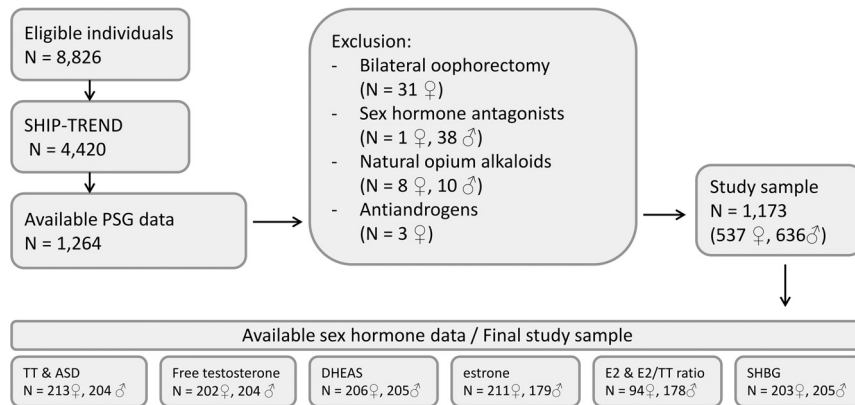 Eligible individuals
N = 8,826
SHIP-TREND
N = 4,420
Available PSG data
N = 1,264
Exclusion:
- Bilateral oophorectomy
(N = 31 ♀)
- Sex hormone antagonists
(N = 1 ♀, 38 ♂)
- Natural opium alkaloids
(N = 8 ♀, 10 ♂)
- Antiandrogens
(N = 3 ♀)
Study sample
N = 1,173
(537 ♀, 636♂)
Available sex hormone data / Final study sample
TT & ASD
N = 213♀, 204 ♂
Free testosterone
N = 202♀, 204 ♂
DHEAS
N = 206♀, 205♂
estrone
N = 211♀, 179♂
E2 & E2/TT ratio
N = 94♀, 178♂
SHBG
N = 203♀, 205♂